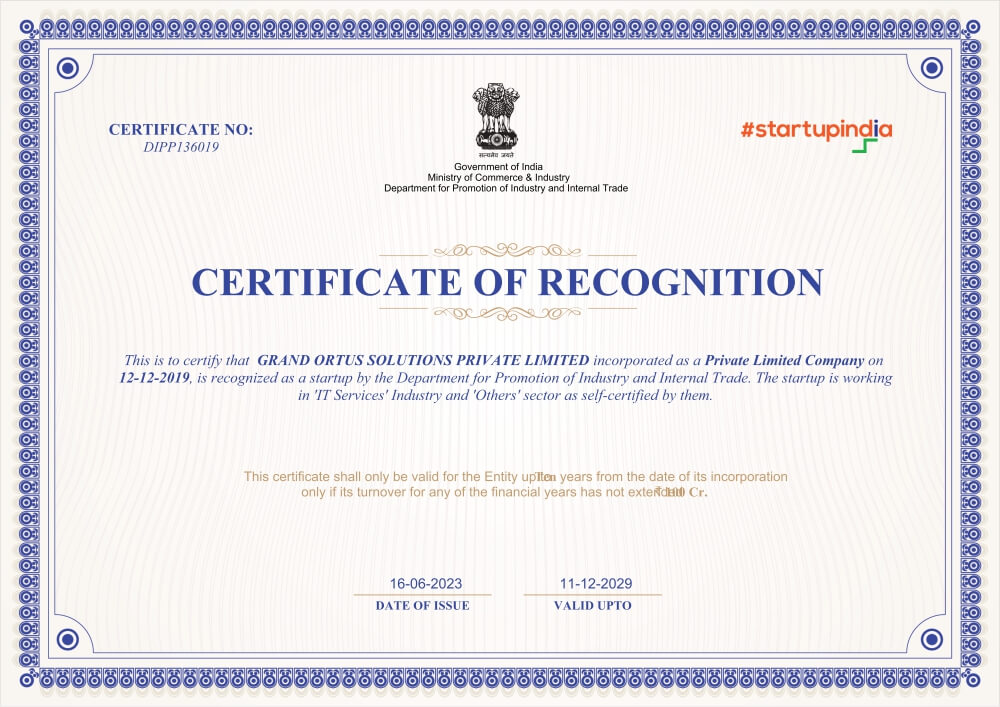 CERTIFICATE NO:
DIPP136019
#startupindia
सत्यमेव जयते
Government of India
Ministry of Commerce & Industry
Department for Promotion of Industry and Internal Trade
CERTIFICATE OF RECOGNITION
This is to certify that GRAND ORTUS SOLUTIONS PRIVATE LIMITED incorporated as a Private Limited Company on
12-12-2019, is recognized as a startup by the Department for Promotion of Industry and Internal Trade. The startup is working
in 'IT Services' Industry and 'Others' sector as self-certified by them.
This certificate shall only be valid for the Entity upto Ten years from the date of its incorporation
only if its turnover for any of the financial years has not extended ₹ 100 Cr.
16-06-2023
DATE OF ISSUE
11-12-2029
VALID UPTO